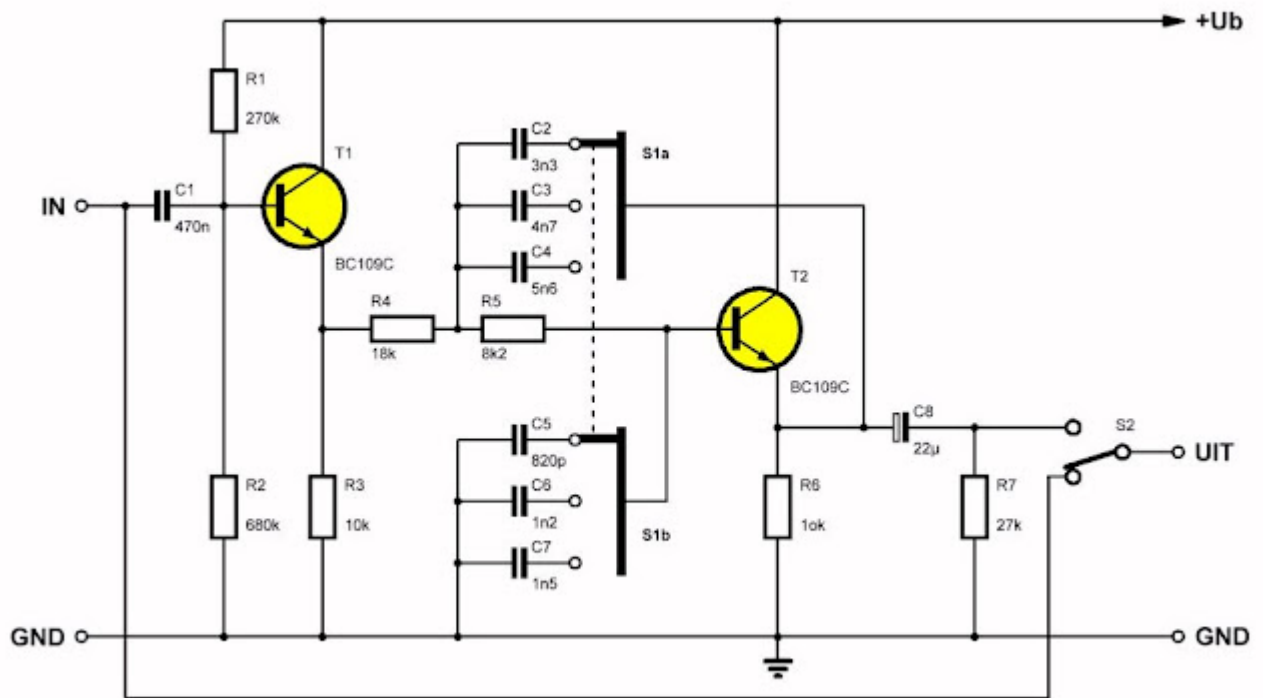 +Ub
R1
270k
C2
3n3
S1a
T1
C3
4n7
IN
C1
470n
C4
5n6
BC109C
T2
R4
18k
R5
8k2
BC109C
C5
820p
C8
22µ
S2
UIT
R2
680k
R3
10k
C6
1n2
R6
1ok
R7
27k
S1b
C7
1n5
GND
GND